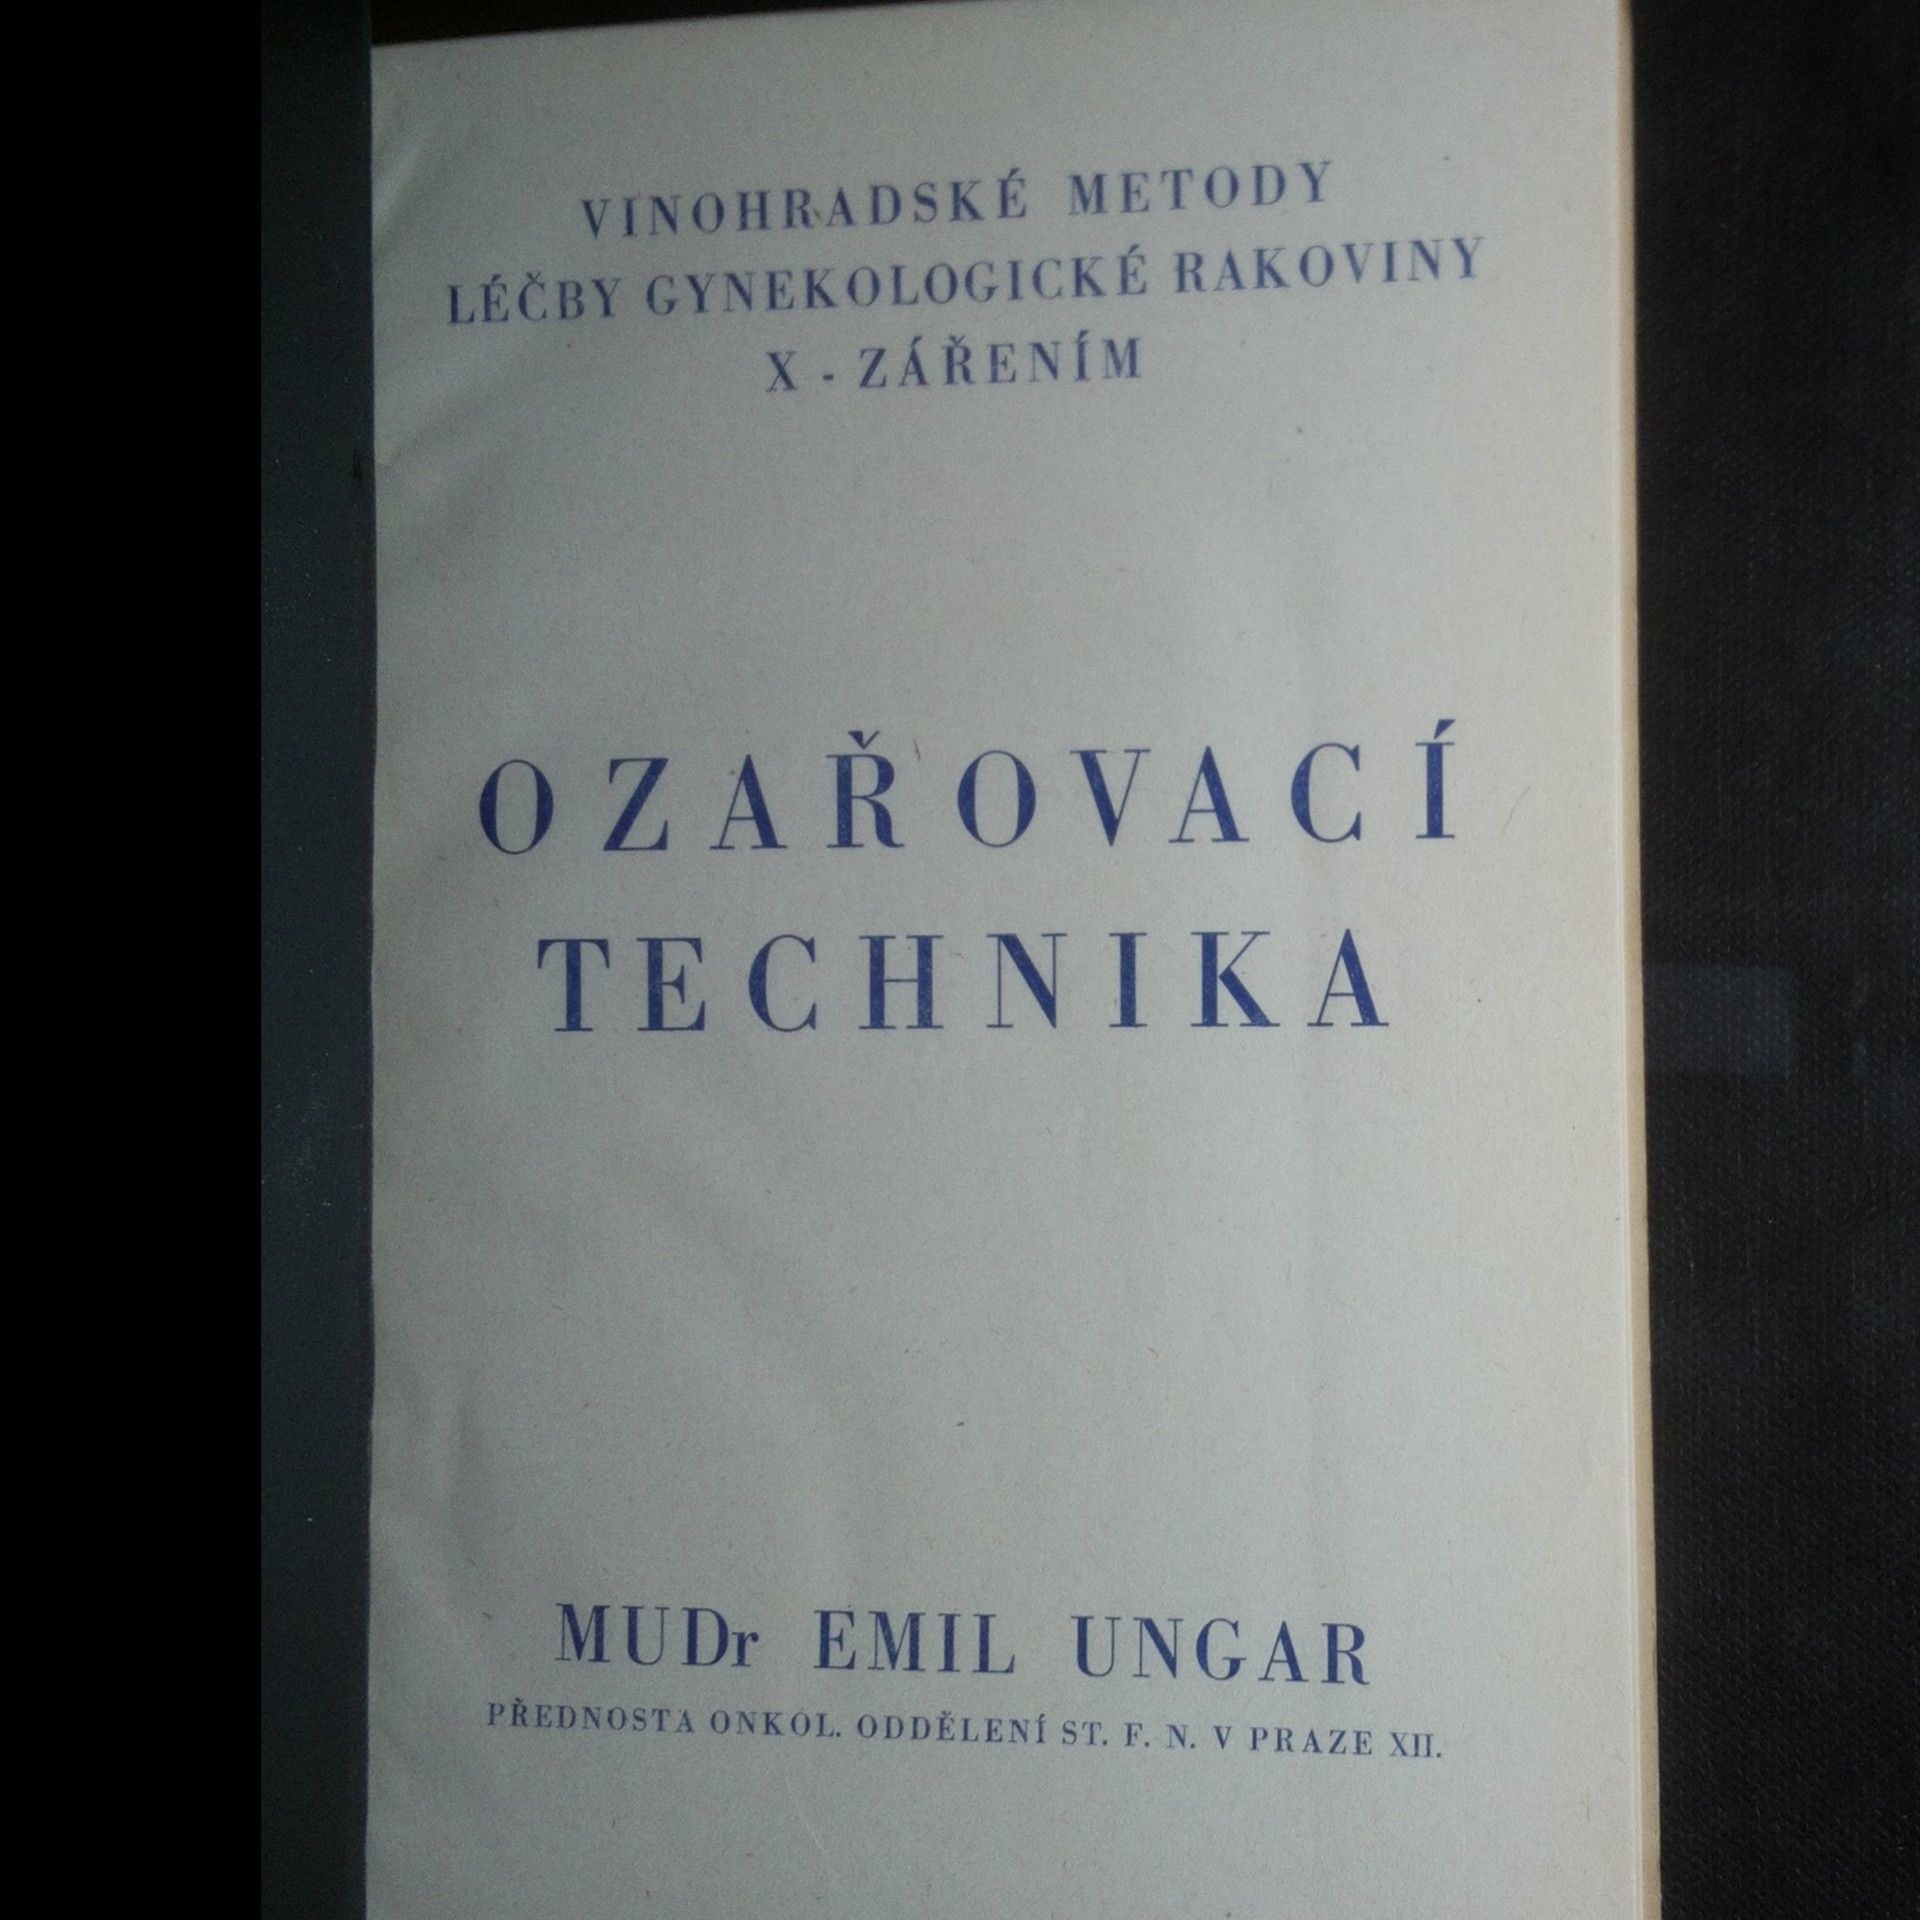 VINOHRADSKÉ METODY
LÉČBY GYNEKOLOGICKÉ RAKOVINY
X - ZÁŘENÍM
OZAŘOVACÍ
TECHNIKA
MUDr EMIL UNGAR
PŘEDNOSTA ONKOL. ODDĚLENÍ ST. F. N. V PRAZE XII.